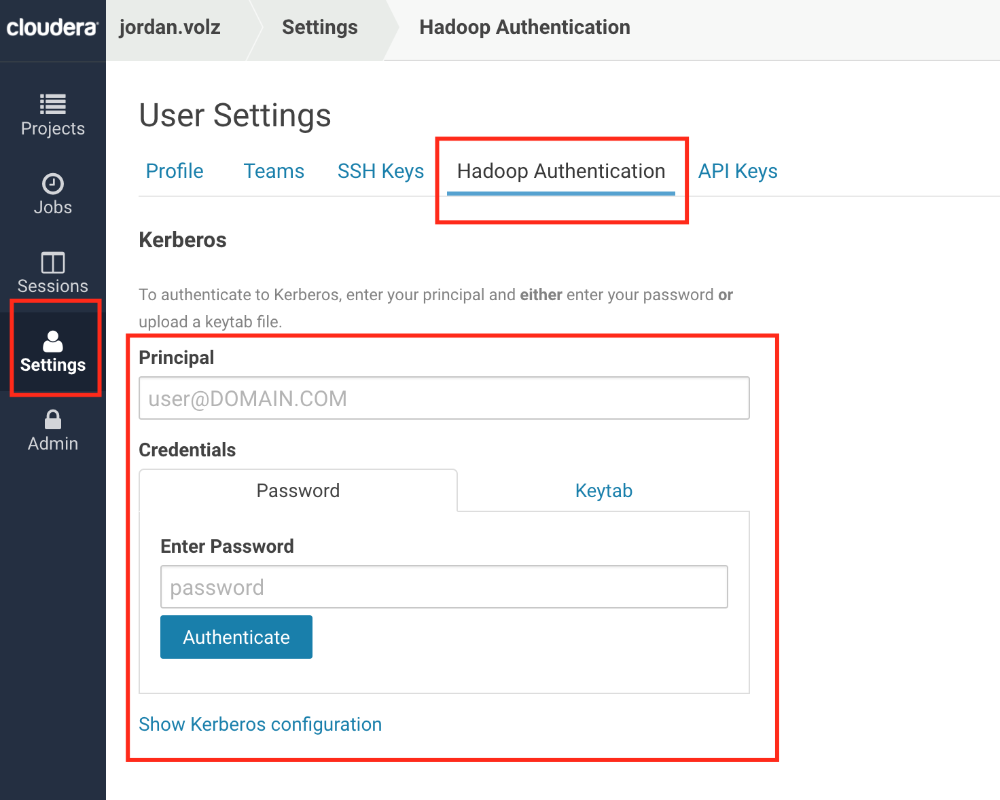 cloudera
jordan.volz Settings Hadoop Authentication
Projects
Jobs
Sessions
Settings
Admin
User Settings
Profile Teams SSH Keys Hadoop Authentication API Keys
Kerberos
To authenticate to Kerberos, enter your principal and either enter your password or
upload a keytab file.
Principal
user@DOMAIN.COM
Credentials
Password Keytab
Enter Password
password
Authenticate
Show Kerberos configuration